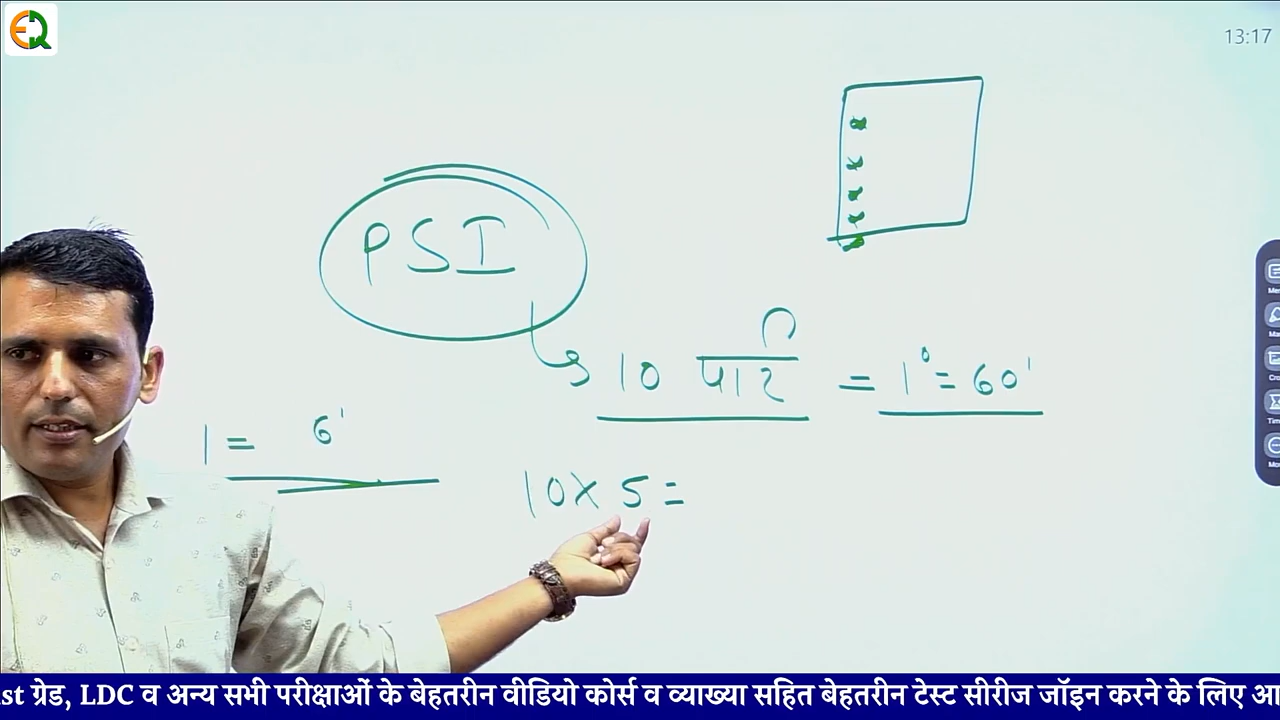 EQ
13:17
PSI
10 पार्ट = 1° = 60'
1 = 6'
10 x 5 =
st ग्रेड, LDC व अन्य सभी परीक्षाओं के बेहतरीन वीडियो कोर्स व व्याख्या सहित बेहतरीन टेस्ट सीरीज जॉइन करने के लिए आ